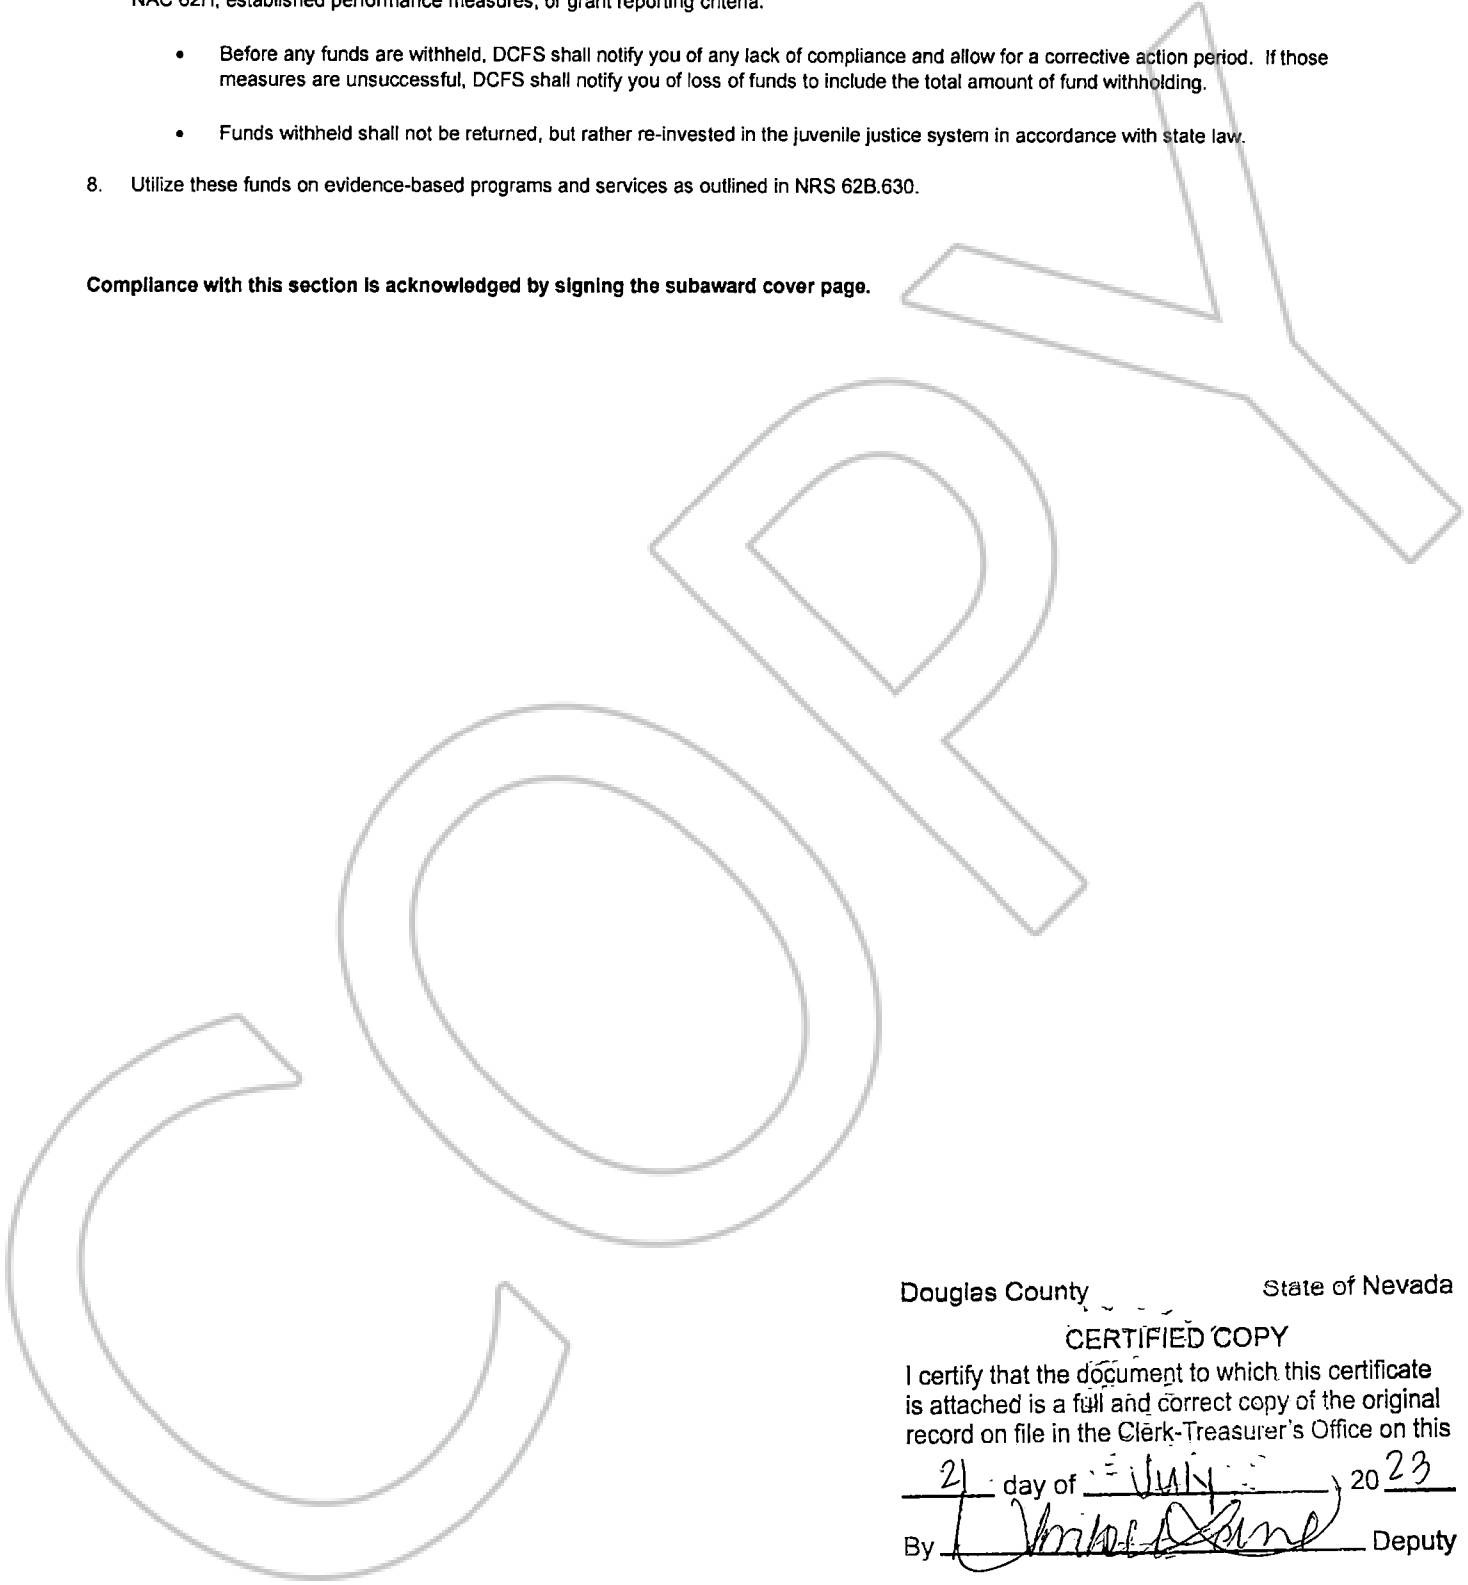 NAC 62H, established performance measures, or grant reporting criteria.
• Before any funds are withheld, DCFS shall notify you of any lack of compliance and allow for a corrective action period. If those
measures are unsuccessful, DCFS shall notify you of loss of funds to include the total amount of fund withholding.
• Funds withheld shall not be returned, but rather re-invested in the juvenile justice system in accordance with state law.
8. Utilize these funds on evidence-based programs and services as outlined in NRS 62B.630.
Compliance with this section is acknowledged by signing the subaward cover page.
COPY
Douglas County State of Nevada
CERTIFIED COPY
I certify that the document to which this certificate
is attached is a full and correct copy of the original
record on file in the Clerk-Treasurer's Office on this
21 day of July, 2023
By Deputy